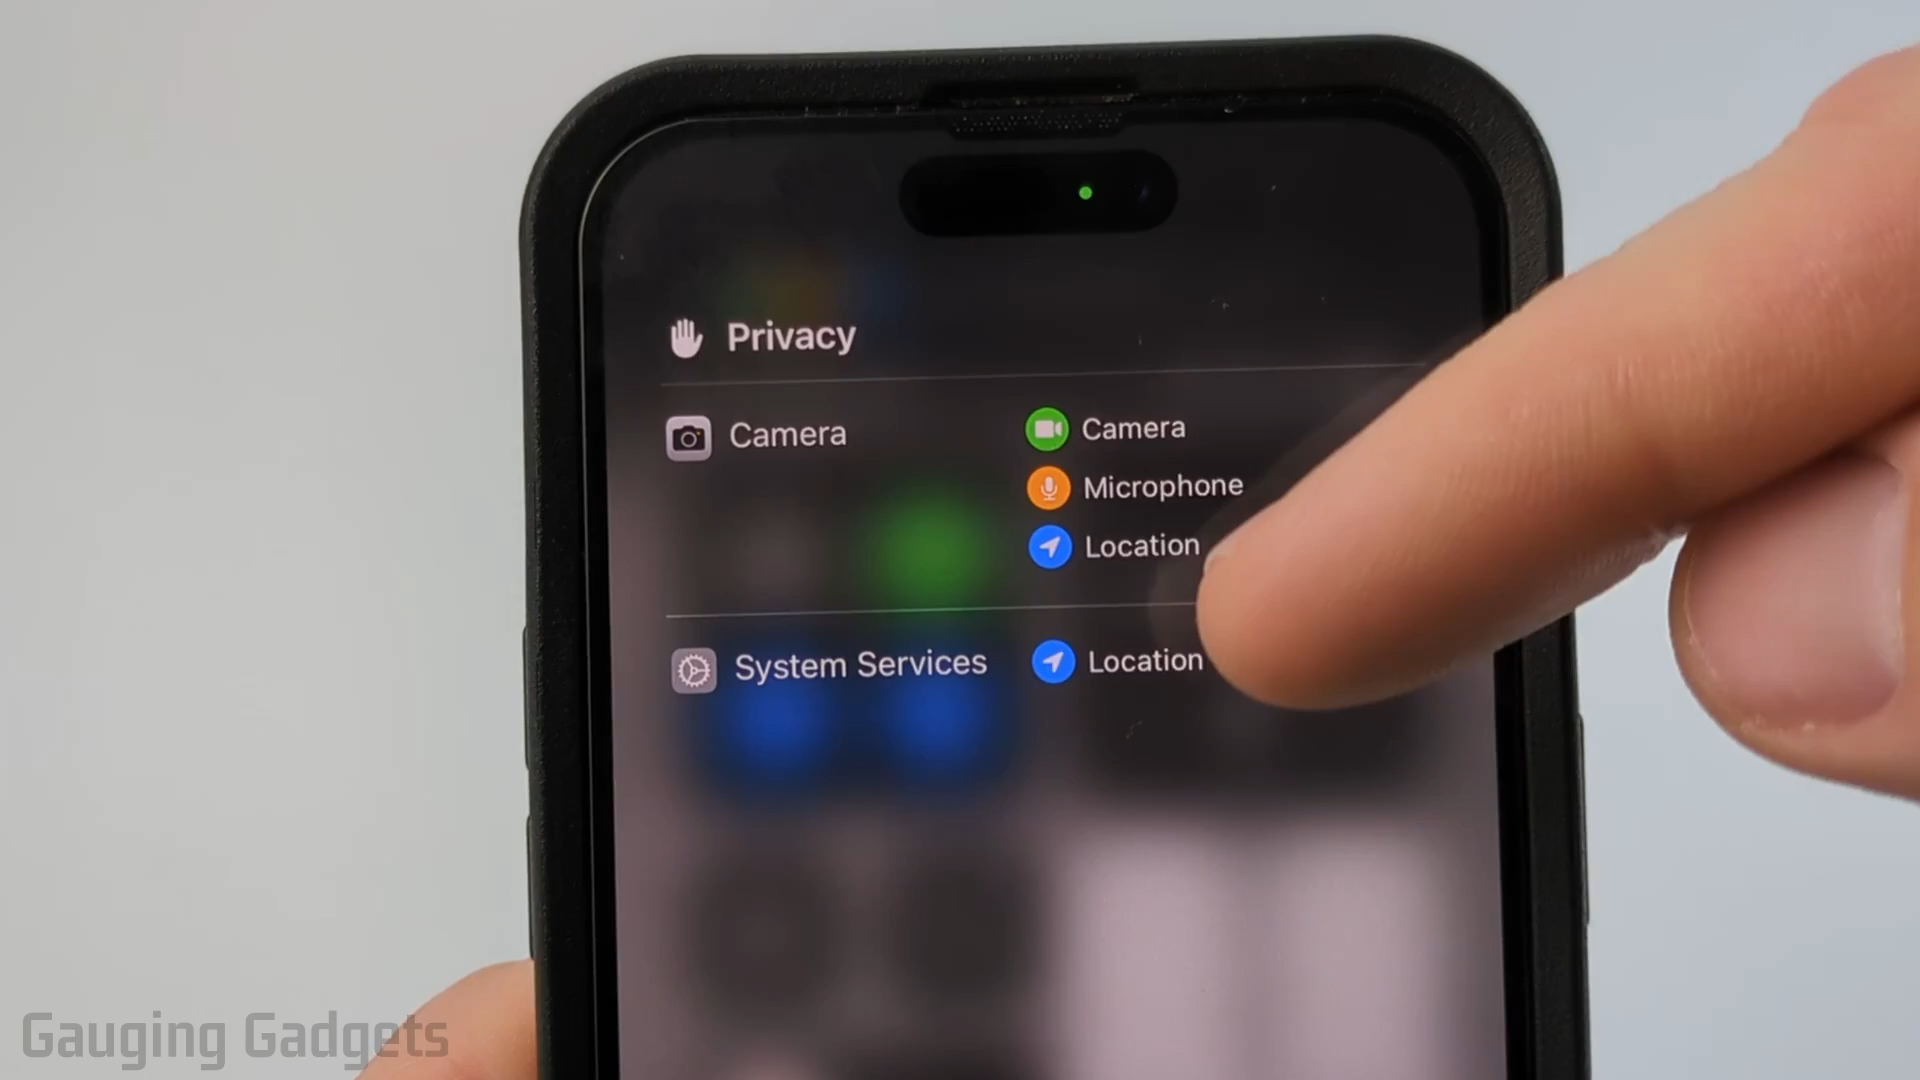 Privacy
Camera
Camera
Microphone
Location
System Services
Location
Gauging Gadgets